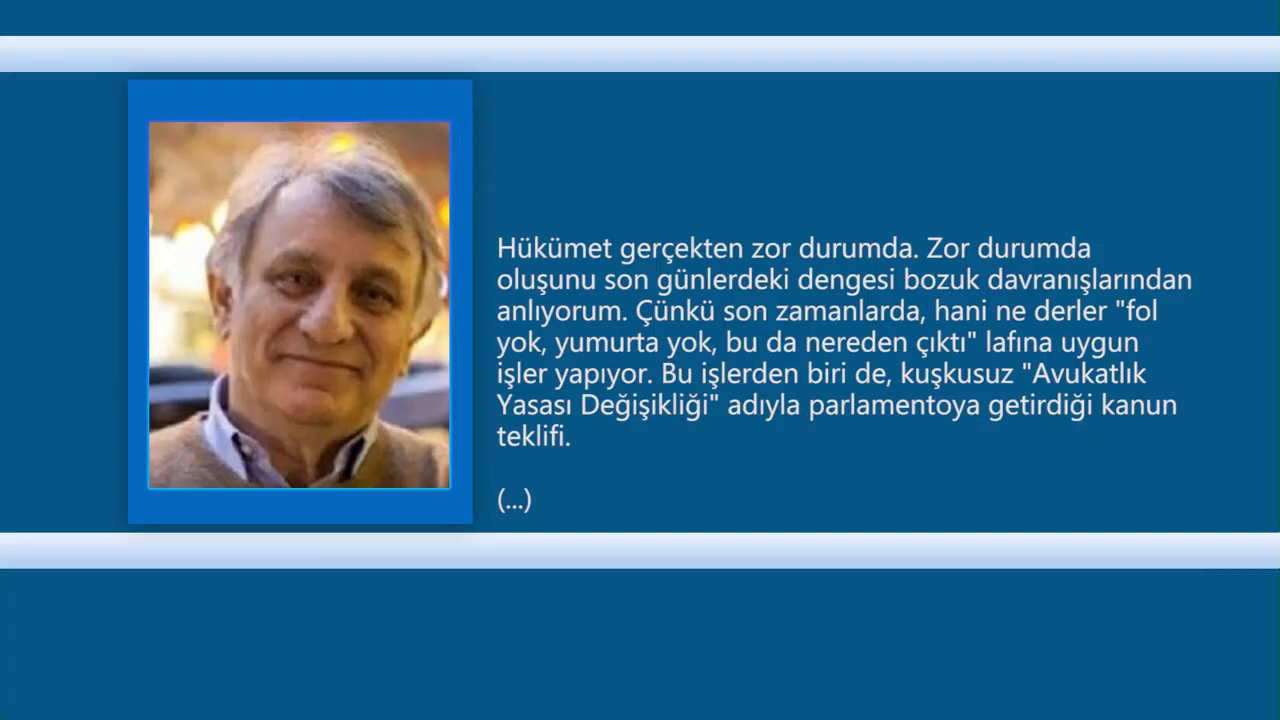 Hükümet gerçekten zor durumda. Zor durumda
oluşunu son günlerdeki dengesi bozuk davranışlarından
anlıyorum. Çünkü son zamanlarda, hani ne derler "fol
yok, yumurta yok, bu da nereden çıktı" lafına uygun
işler yapıyor. Bu işlerden biri de, kuşkusuz "Avukatlık
Yasası Değişikliği" adıyla parlamentoya getirdiği kanun
teklifi.
(...)